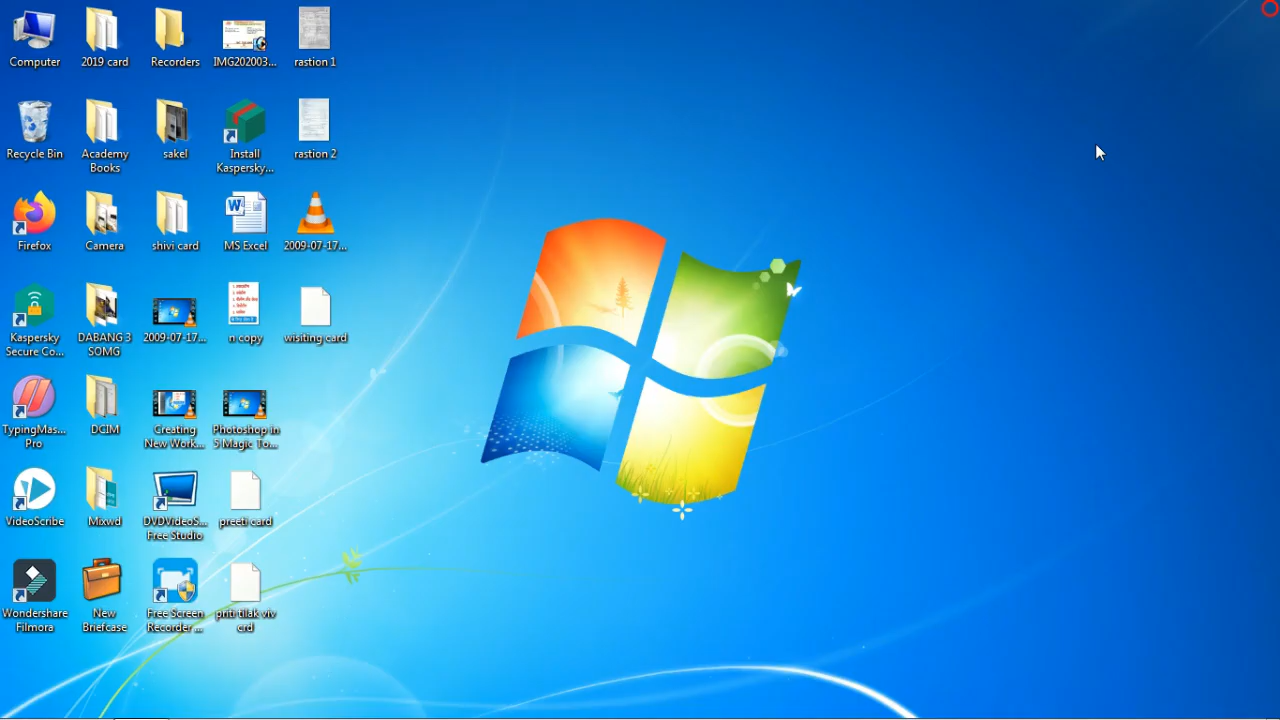 Computer
2019 card
Recorders
IMG202003...
rastion 1
Recycle Bin
Academy
Books
sakel
Install
Kaspersky...
rastion 2
Firefox
Camera
shivi card
MS Excel
2009-07-17...
Kaspersky
Secure Co...
DABANG 3
SOMG
2009-07-17...
n copy
wisiting card
TypingMas...
Pro
DCIM
Creating
New Work...
Photoshop in
5 Magic To...
VideoScribe
Mixwd
DVDVideoS...
Free Studio
preeti card
Wondershare
Filmora
New
Briefcase
Free Screen
Recorder ...
priti tilak viv
crd